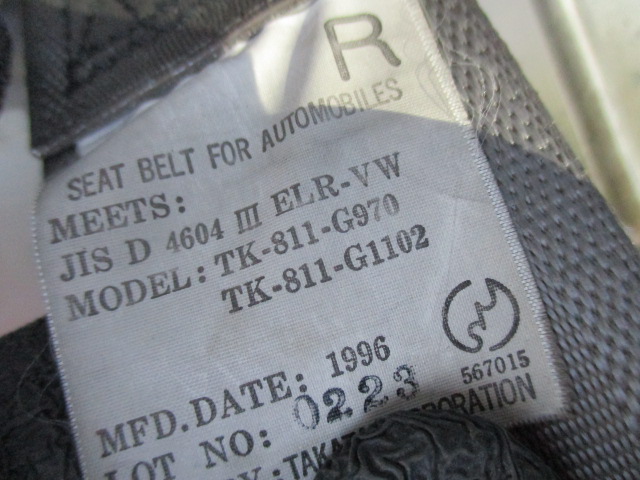 R
SEAT BELT FOR AUTOMOBILES
MEETS:
JIS D 4604 III ELR-VW
MODEL: TK-811-G970
TK-811-G1102
567015
MFD.DATE: 1996
LOT NO: 0223
CORPORATION